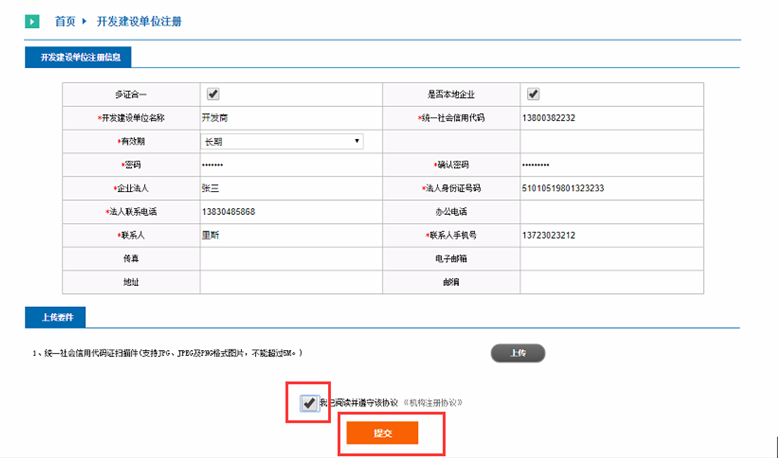 首页 开发建设单位注册
开发建设单位注册信息
多证合一 是否本地企业
*开发建设单位名称 开发商 *统一社会信用代码 13800382232
*有效期 长期
*密码 ••••••• *确认密码 •••••••••
*企业法人 张三 *法人身份证号码 51010519801323233
*法人联系电话 13830485868 办公电话
*联系人 里斯 *联系人手机号 13723023212
传真 电子邮箱
地址 邮编
上传要件
1、统一社会信用代码证扫描件(支持JPG、JPEG及PNG格式图片，不能超过5M。) 上传
我已阅读并遵守该协议 《机构注册协议》
提交